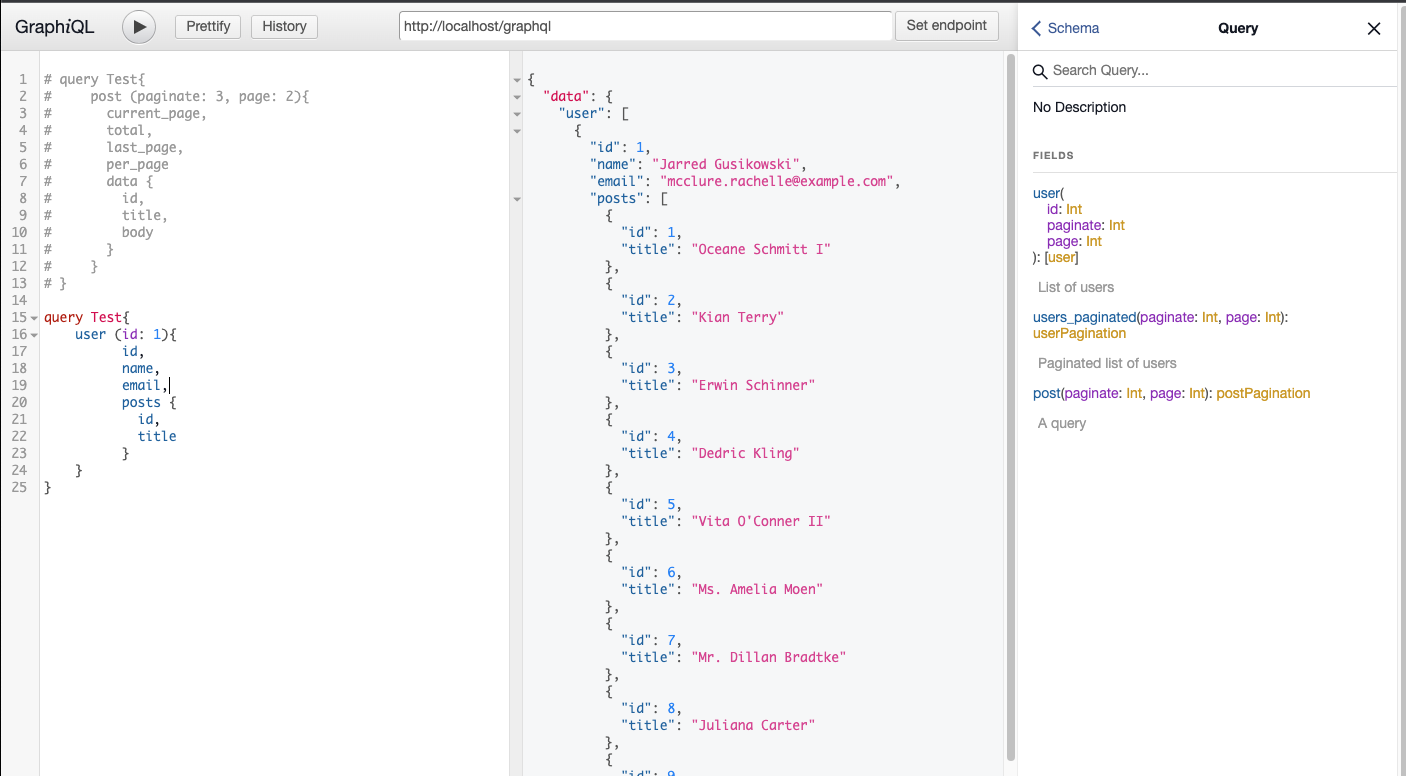 GraphiQL
Prettify
History
http://localhost/graphql
Set endpoint
1 # query Test{
2 #     post (paginate: 3, page: 2){
3 #       current_page,
4 #       total,
5 #       last_page,
6 #       per_page
7 #       data {
8 #         id,
9 #         title,
10 #         body
11 #       }
12 #     }
13 # }
14
15 query Test{
16     user (id: 1){
17           id,
18           name,
19           email,
20           posts {
21             id,
22             title
23           }
24     }
25 }
{
  "data": {
    "user": [
      {
        "id": 1,
        "name": "Jarred Gusikowski",
        "email": "mcclure.rachelle@example.com",
        "posts": [
          {
            "id": 1,
            "title": "Oceane Schmitt I"
          },
          {
            "id": 2,
            "title": "Kian Terry"
          },
          {
            "id": 3,
            "title": "Erwin Schinner"
          },
          {
            "id": 4,
            "title": "Dedric Kling"
          },
          {
            "id": 5,
            "title": "Vita O'Conner II"
          },
          {
            "id": 6,
            "title": "Ms. Amelia Moen"
          },
          {
            "id": 7,
            "title": "Mr. Dillan Bradtke"
          },
          {
            "id": 8,
            "title": "Juliana Carter"
          },
          {
            "id": 9
Schema
Query
Search Query...
No Description
FIELDS
user(
id: Int
paginate: Int
page: Int
): [user]
List of users
users_paginated(paginate: Int, page: Int):
userPagination
Paginated list of users
post(paginate: Int, page: Int): postPagination
A query